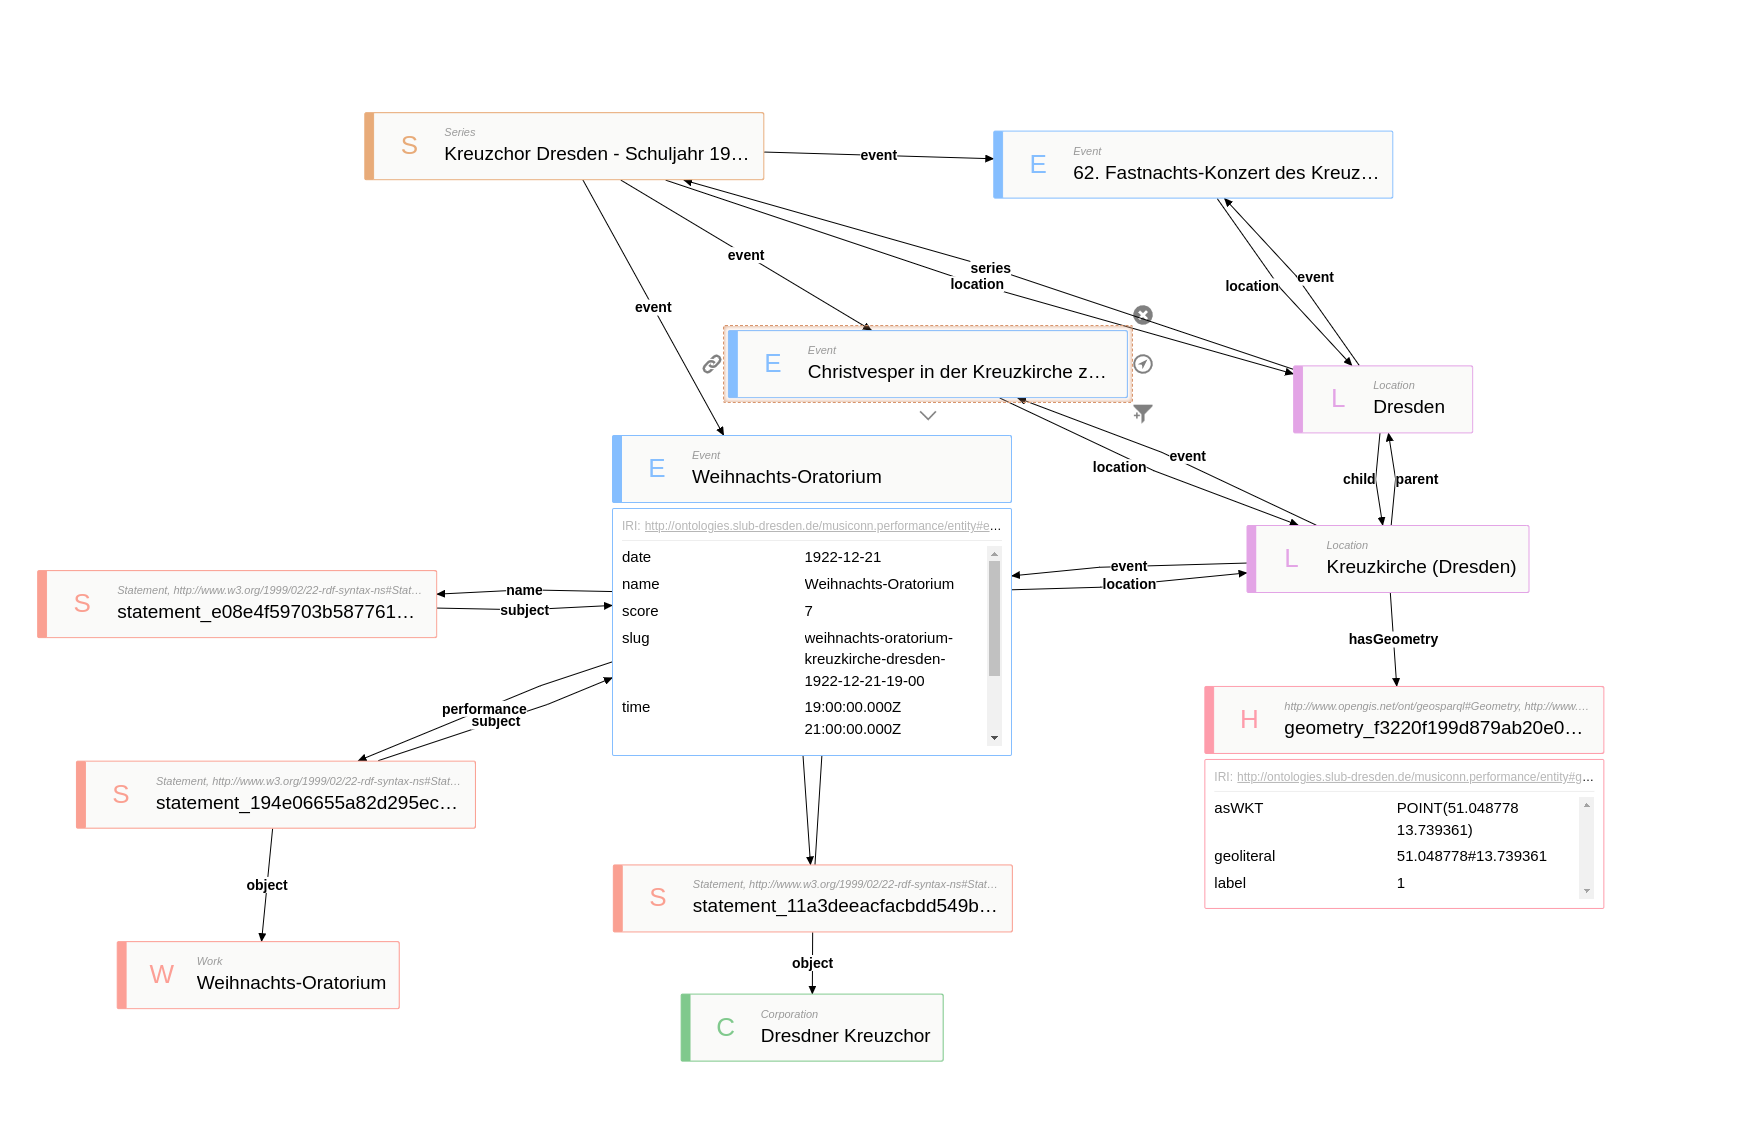 S
Series
Kreuzchor Dresden - Schuljahr 19…
event
E
Event
62. Fastnachts-Konzert des Kreuz…
event
event
series
location
location
event
E
Event
Christvesper in der Kreuzkirche z…
L
Location
Dresden
location
event
child
parent
E
Event
Weihnachts-Oratorium
IRI: http://ontologies.slub-dresden.de/musiconn.performance/entity#e…
date 1922-12-21
name Weihnachts-Oratorium
score 7
slug weihnachts-oratorium-
kreuzkirche-dresden-
1922-12-21-19-00
time 19:00:00.000Z
21:00:00.000Z
L
Location
Kreuzkirche (Dresden)
event
location
S
Statement, http://www.w3.org/1999/02/22-rdf-syntax-ns#Stat…
statement_e08e4f59703b587761…
name
subject
hasGeometry
performance
subject
H
http://www.opengis.net/ont/geosparql#Geometry, http://www.…
geometry_f3220f199d879ab20e0…
IRI: http://ontologies.slub-dresden.de/musiconn.performance/entity#g…
asWKT POINT(51.048778
13.739361)
geoliteral 51.048778#13.739361
label 1
S
Statement, http://www.w3.org/1999/02/22-rdf-syntax-ns#Stat…
statement_194e06655a82d295ec…
object
W
Work
Weihnachts-Oratorium
S
Statement, http://www.w3.org/1999/02/22-rdf-syntax-ns#Stat…
statement_11a3deeacfacbdd549b…
object
C
Corporation
Dresdner Kreuzchor